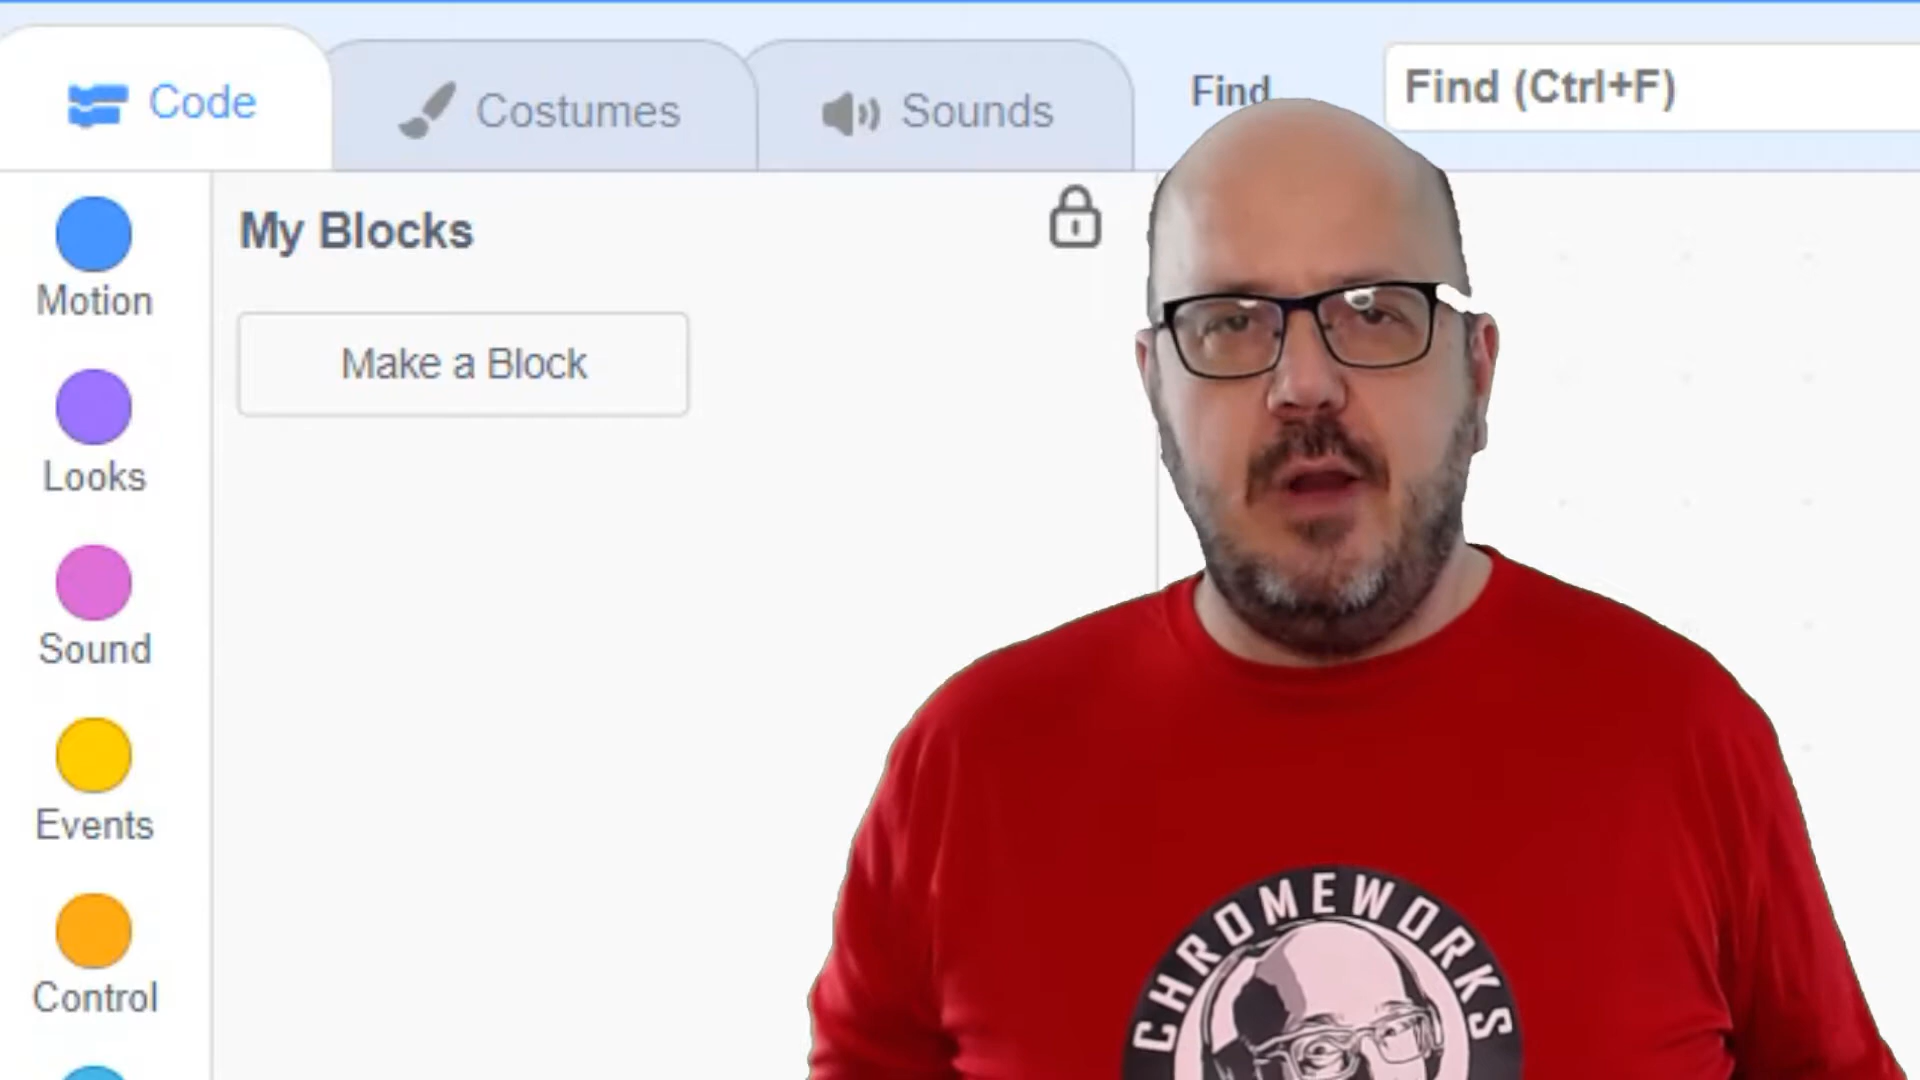 Code
Costumes
Sounds
Find
Find (Ctrl+F)
My Blocks
Make a Block
Motion
Looks
Sound
Events
Control
CHROMEWORKS